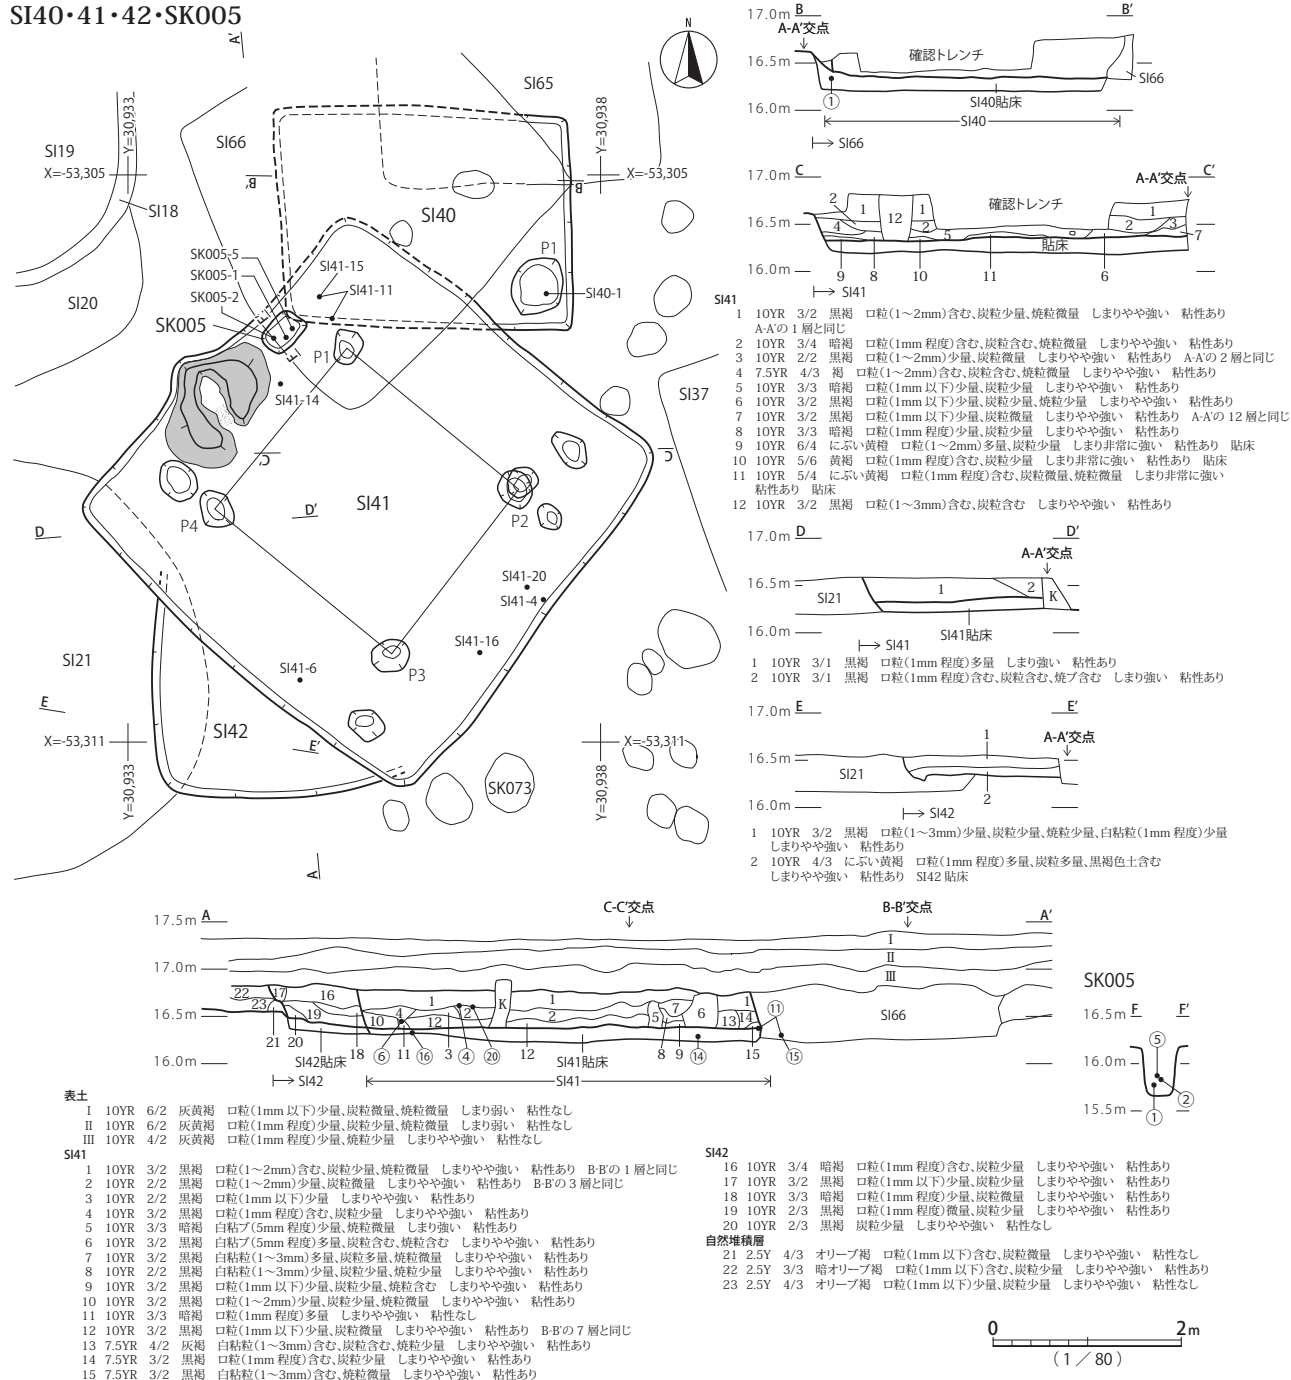 SI40・41・42・SK005
A'
N
SI65
SI66
SI19
Y=30,933
X=-53,305
SI18
Y=30,938
X=-53,305
B'
B
SI40
P1
SI40-1
SK005-5
SK005-1
SK005-2
SI41-15
SI41-11
SI20
SK005
F
F'
P1
SI41-14
SI37
C'
C
SI41
P4
P2
D
D'
SI41-20
SI41-4
SI41-16
SI41-6
P3
SI21
E
E'
SI42
X=-53,311
X=-53,311
Y=30,933
Y=30,938
SK073
A
17.0m B
B'
A-A'交点
16.5m
確認トレンチ
SI66
①
SI40貼床
16.0m
SI40
SI66
17.0m C
C'
A-A'交点
確認トレンチ
16.5m
2 1 12 1 4 2 5 1 2 3 7
貼床
16.0m
9 8 10 11 6
SI41
SI41
1 10YR 3/2 黒褐 ロ粒(1～2mm)含む、炭粒少量、焼粒微量 しまりやや強い 粘性あり
A-A'の1層と同じ
2 10YR 3/4 暗褐 ロ粒(1mm程度)含む、炭粒含む、焼粒微量 しまりやや強い 粘性あり
3 10YR 2/2 黒褐 ロ粒(1～2mm)少量、炭粒微量 しまりやや強い 粘性あり A-A'の2層と同じ
4 7.5YR 4/3 褐 ロ粒(1～2mm)含む、炭粒含む、焼粒微量 しまりやや強い 粘性あり
5 10YR 3/3 暗褐 ロ粒(1mm以下)少量、炭粒少量 しまりやや強い 粘性あり
6 10YR 3/2 黒褐 ロ粒(1mm以下)少量、炭粒少量、焼粒少量 しまりやや強い 粘性あり
7 10YR 3/2 黒褐 ロ粒(1mm以下)少量、炭粒微量 しまりやや強い 粘性あり A-A'の12層と同じ
8 10YR 3/3 暗褐 ロ粒(1mm程度)少量、炭粒少量 しまりやや強い 粘性あり
9 10YR 6/4 にぶい黄橙 ロ粒(1～2mm)多量、炭粒少量 しまり非常に強い 粘性あり 貼床
10 10YR 5/6 黄褐 ロ粒(1mm程度)含む、炭粒少量 しまり非常に強い 粘性あり 貼床
11 10YR 5/4 にぶい黄褐 ロ粒(1mm程度)含む、炭粒微量、焼粒微量 しまり非常に強い
粘性あり 貼床
12 10YR 3/2 黒褐 ロ粒(1～3mm)含む、炭粒含む しまりやや強い 粘性あり
17.0m D
D'
A-A'交点
16.5m
SI21 1 2 K
16.0m
SI41貼床
SI41
1 10YR 3/1 黒褐 ロ粒(1mm程度)多量 しまり強い 粘性あり
2 10YR 3/1 黒褐 ロ粒(1mm程度)含む、炭粒含む、焼ブ含む しまり強い 粘性あり
17.0m E
E'
1
A-A'交点
16.5m
SI21
16.0m
2
SI42
1 10YR 3/2 黒褐 ロ粒(1～3mm)少量、炭粒少量、焼粒少量、白粘粒(1mm程度)少量
しまりやや強い 粘性あり
2 10YR 4/3 にぶい黄褐 ロ粒(1mm程度)多量、炭粒多量、黒褐色土含む
しまりやや強い 粘性あり SI42貼床
17.5m A
C-C'交点
B-B'交点
A'
I
II
17.0m
III
22 17 16 1 K 1 7 1
23 19 4 2 5 6
16.5m
10 12 2 13 14 ⑪ SI66
21 20 18 ⑥ 11 ⑯ 3 ④ ⑳ 12 8 9 ⑭ 15 ⑮
16.0m
SI42貼床
SI41貼床
SI42
SI41
SK005
16.5m F F'
⑤
16.0m
②
15.5m
①
表土
I 10YR 6/2 灰黄褐 ロ粒(1mm以下)少量、炭粒微量、焼粒微量 しまり弱い 粘性なし
II 10YR 6/2 灰黄褐 ロ粒(1mm程度)少量、炭粒少量、焼粒微量 しまり弱い 粘性なし
III 10YR 4/2 灰黄褐 ロ粒(1mm程度)少量、焼粒少量 しまりやや強い 粘性なし
SI41
1 10YR 3/2 黒褐 ロ粒(1～2mm)含む、炭粒少量、焼粒微量 しまりやや強い 粘性あり B-B'の1層と同じ
2 10YR 2/2 黒褐 ロ粒(1～2mm)少量、炭粒微量 しまりやや強い 粘性あり B-B'の3層と同じ
3 10YR 2/2 黒褐 ロ粒(1mm以下)少量 しまりやや強い 粘性あり
4 10YR 3/2 黒褐 ロ粒(1mm程度)含む、炭粒少量 しまりやや強い 粘性あり
5 10YR 3/3 暗褐 白粘ブ(5mm程度)少量、焼粒微量 しまり強い 粘性あり
6 10YR 3/2 黒褐 白粘ブ(5mm程度)多量、炭粒含む、焼粒含む しまりやや強い 粘性あり
7 10YR 3/2 黒褐 白粘粒(1～3mm)多量、炭粒多量、焼粒微量 しまりやや強い 粘性あり
8 10YR 2/2 黒褐 白粘粒(1～3mm)少量、炭粒少量、焼粒少量 しまりやや強い 粘性あり
9 10YR 3/2 黒褐 ロ粒(1mm以下)少量、炭粒少量、焼粒含む しまりやや強い 粘性あり
10 10YR 3/2 黒褐 ロ粒(1～2mm)少量、炭粒少量、焼粒微量 しまりやや強い 粘性あり
11 10YR 3/3 暗褐 ロ粒(1mm程度)多量 しまりやや強い 粘性なし
12 10YR 3/2 黒褐 ロ粒(1mm以下)少量、炭粒微量 しまりやや強い 粘性あり B-B'の7層と同じ
13 7.5YR 4/2 灰褐 白粘粒(1～3mm)含む、炭粒含む、焼粒少量 しまりやや強い 粘性あり
14 7.5YR 3/2 黒褐 ロ粒(1mm程度)含む、炭粒少量 しまりやや強い 粘性あり
15 7.5YR 3/2 黒褐 白粘粒(1～3mm)含む、焼粒微量 しまりやや強い 粘性あり
SI42
16 10YR 3/4 暗褐 ロ粒(1mm程度)含む、炭粒少量 しまりやや強い 粘性あり
17 10YR 3/2 黒褐 ロ粒(1mm以下)少量、炭粒少量 しまりやや強い 粘性あり
18 10YR 3/3 暗褐 ロ粒(1mm程度)少量、炭粒微量 しまりやや強い 粘性あり
19 10YR 2/3 黒褐 ロ粒(1mm程度)微量、炭粒少量 しまりやや強い 粘性あり
20 10YR 2/3 黒褐 炭粒少量 しまりやや強い 粘性なし
自然堆積層
21 2.5Y 4/3 オリーブ褐 ロ粒(1mm以下)含む、炭粒微量 しまりやや強い 粘性なし
22 2.5Y 3/3 暗オリーブ褐 ロ粒(1mm以下)含む、炭粒少量 しまりやや強い 粘性あり
23 2.5Y 4/3 オリーブ褐 ロ粒(1mm以下)少量、炭粒少量 しまりやや強い 粘性なし
0 2m
(1／80)